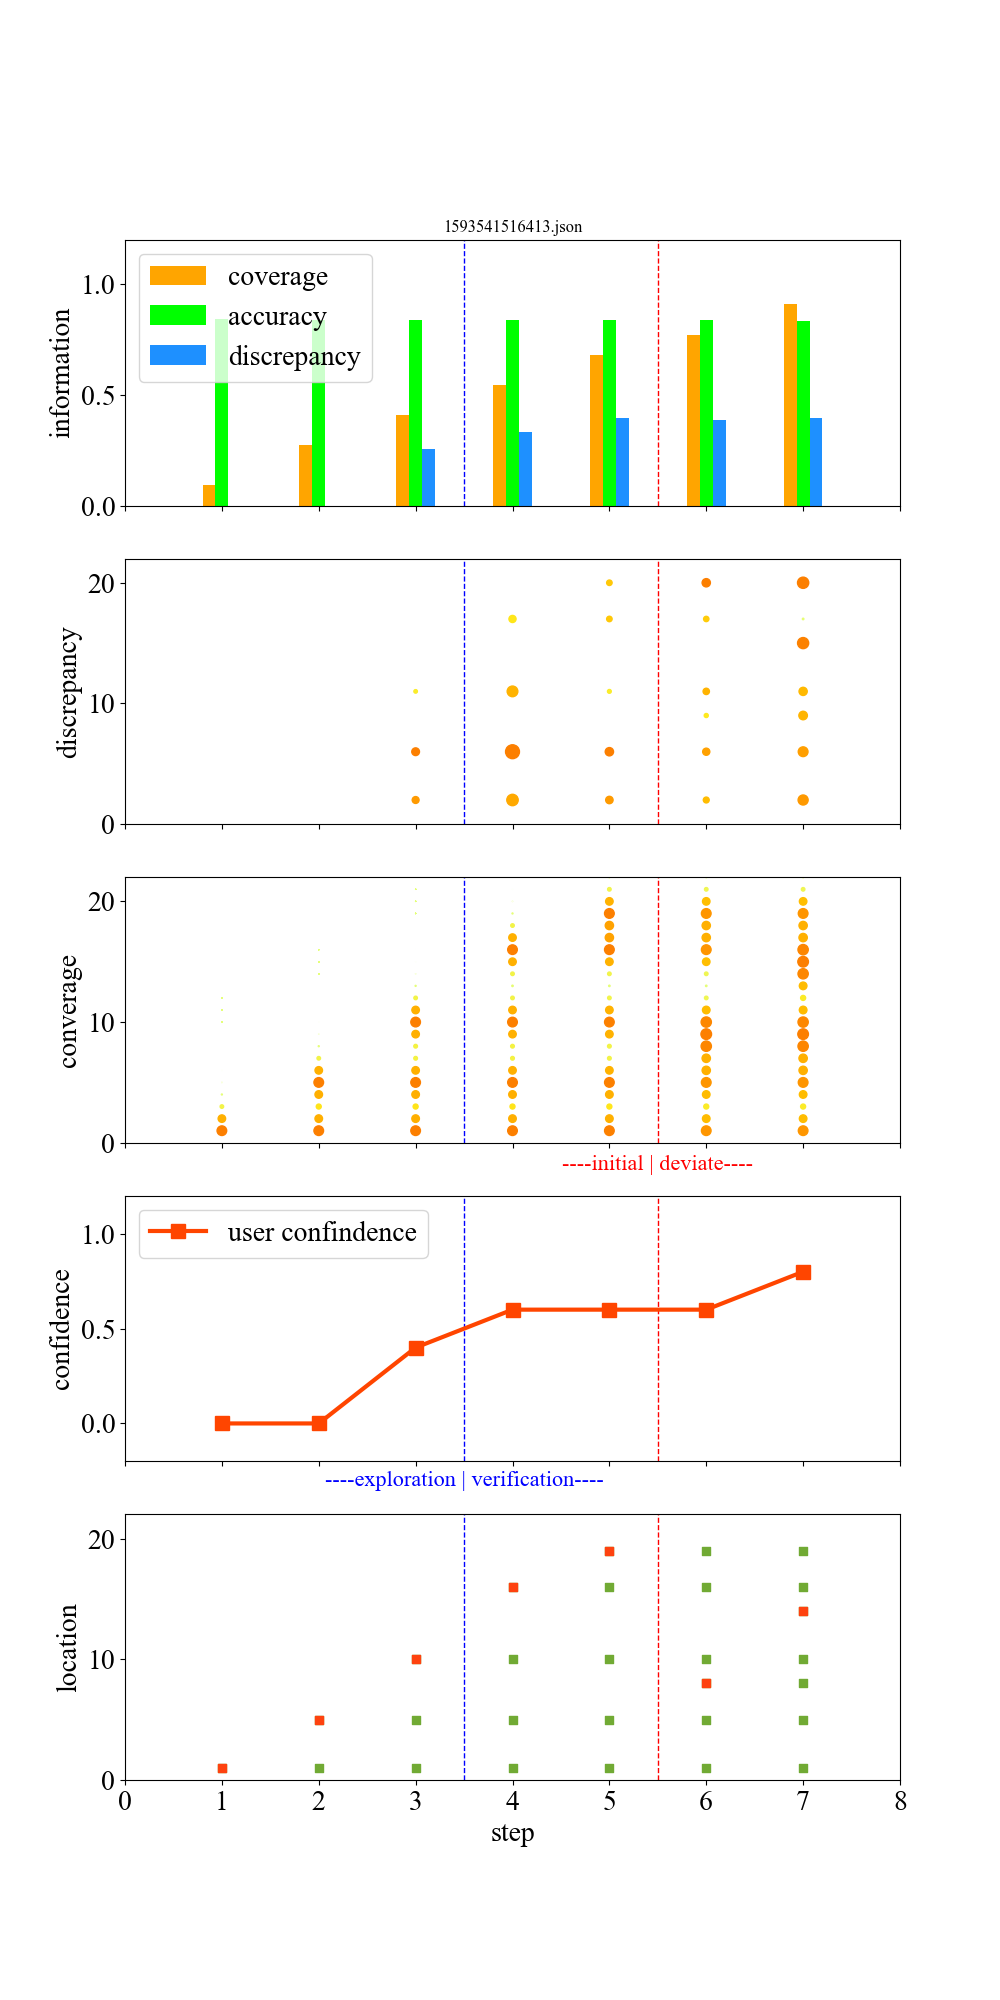 1593541516413.json
coverage
accuracy
discrepancy
information
1.0
0.5
0.0
discrepancy
20
10
0
converage
20
10
0
----initial | deviate----
user confindence
confidence
1.0
0.5
0.0
----exploration | verification----
location
20
10
0
0 1 2 3 4 5 6 7 8
step